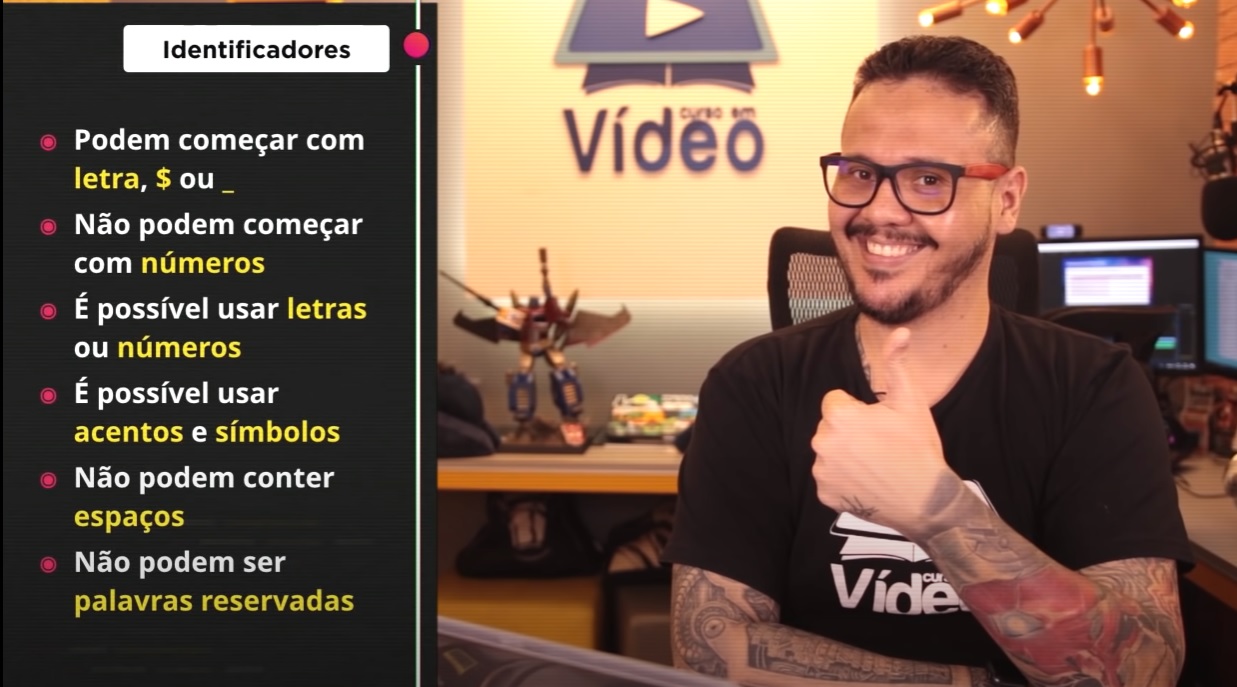 Identificadores
Podem começar com
letra, $ ou _
Não podem começar
com números
É possível usar letras
ou números
É possível usar
acentos e símbolos
Não podem conter
espaços
Não podem ser
palavras reservadas
curso em
Vídeo